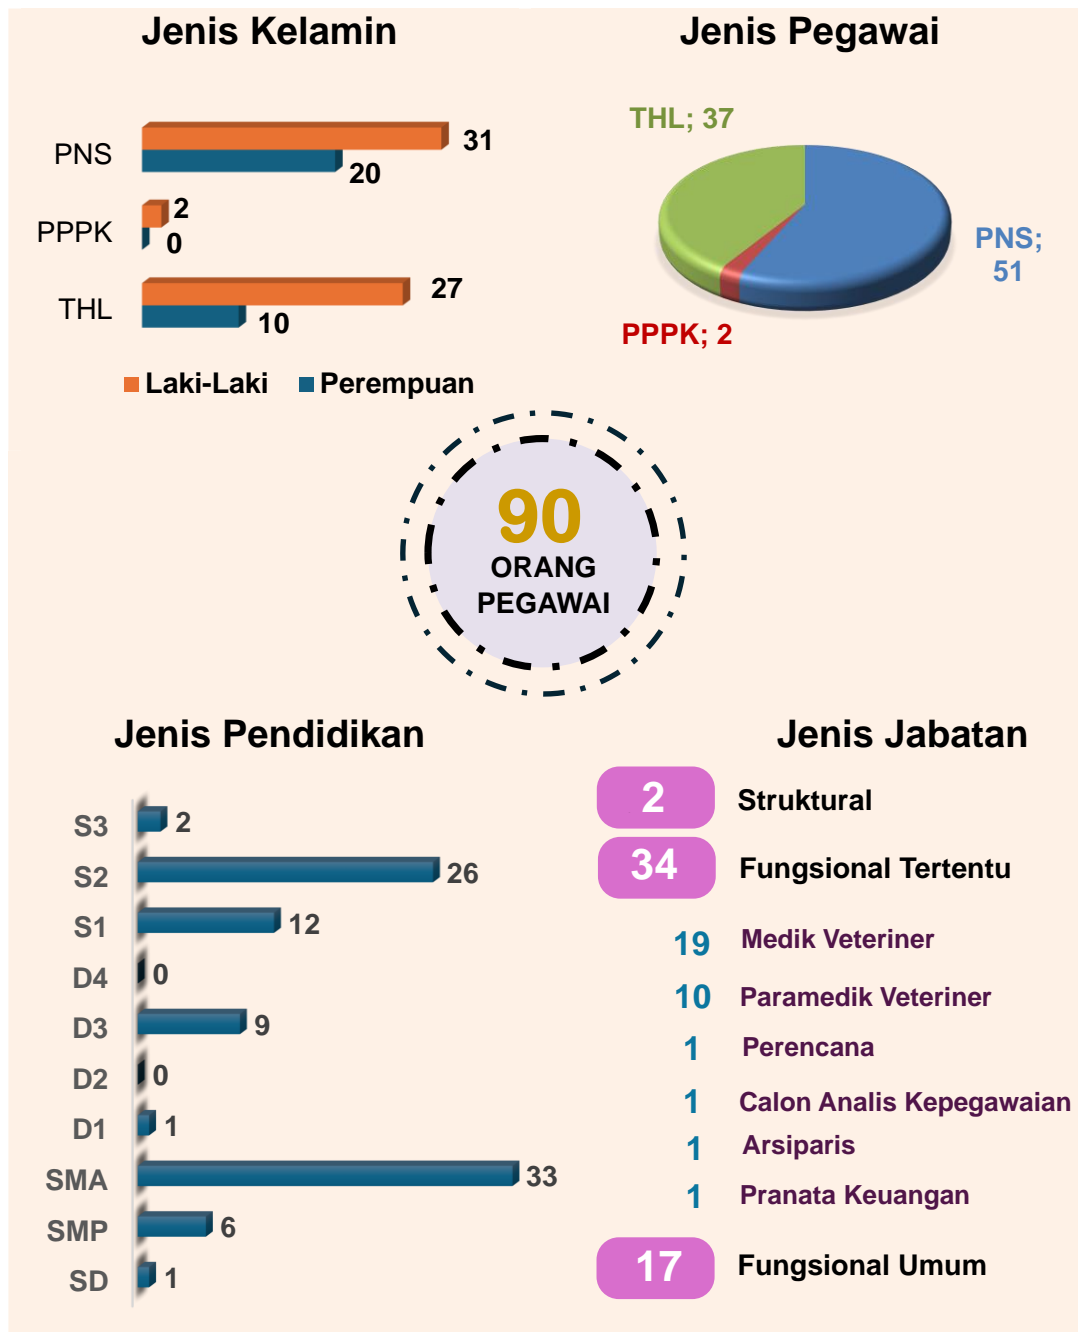 Jenis Kelamin
PNS
31
20
PPPK
2
0
THL
27
10
Laki-Laki Perempuan
Jenis Pegawai
THL; 37
PNS;
51
PPPK; 2
90
ORANG
PEGAWAI
Jenis Pendidikan
S3 2
S2 26
S1 12
D4 0
D3 9
D2 0
D1 1
SMA 33
SMP 6
SD 1
Jenis Jabatan
2 Struktural
34 Fungsional Tertentu
19 Medik Veteriner
10 Paramedik Veteriner
1 Perencana
1 Calon Analis Kepegawaian
1 Arsiparis
1 Pranata Keuangan
17 Fungsional Umum